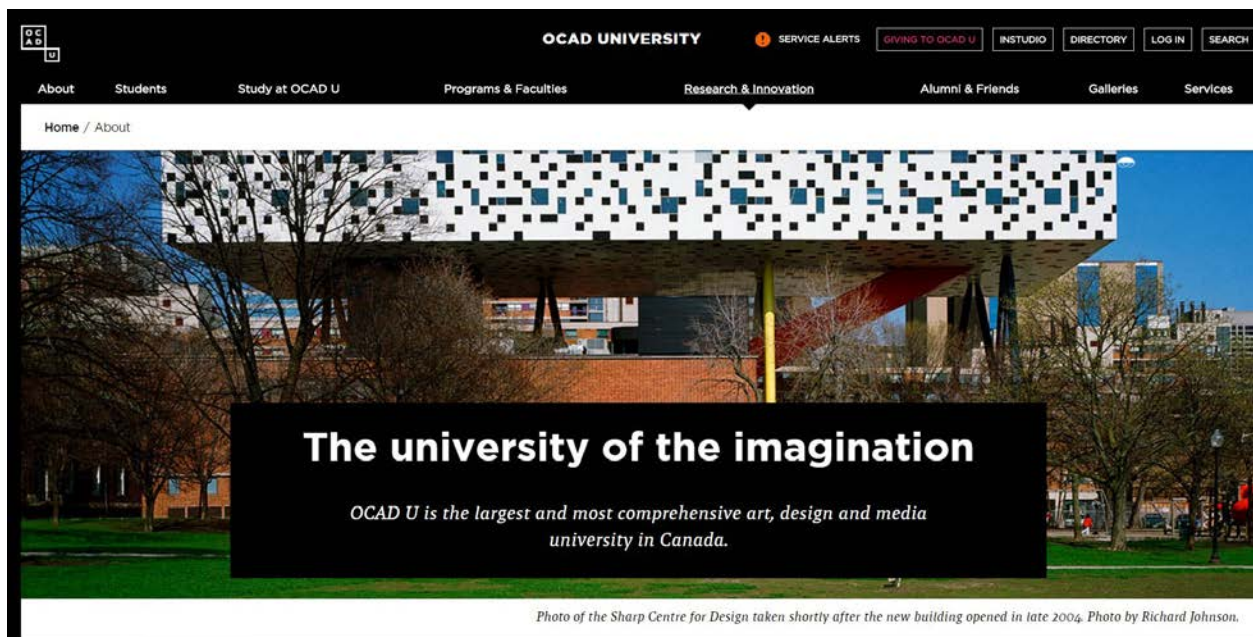 OC
AD
U
OCAD UNIVERSITY
! SERVICE ALERTS
GIVING TO OCAD U
INSTUDIO
DIRECTORY
LOG IN
SEARCH
About
Students
Study at OCAD U
Programs & Faculties
Research & Innovation
Alumni & Friends
Galleries
Services
Home / About
The university of the imagination
OCAD U is the largest and most comprehensive art, design and media
university in Canada.
Photo of the Sharp Centre for Design taken shortly after the new building opened in late 2004. Photo by Richard Johnson.